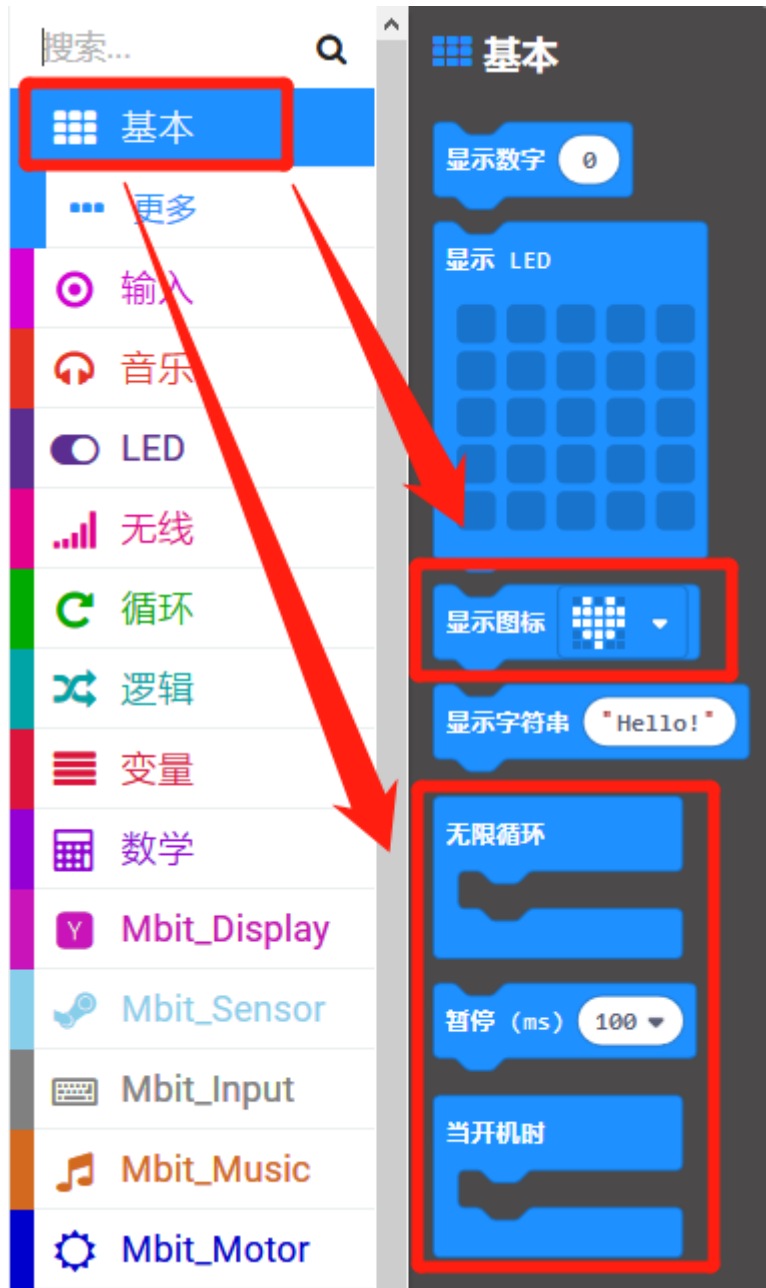 搜索...
基本
更多
输入
音乐
LED
无线
循环
逻辑
变量
数学
Mbit_Display
Mbit_Sensor
Mbit_Input
Mbit_Music
Mbit_Motor
基本
显示数字 0
显示 LED
显示图标
显示字符串 "Hello!"
无限循环
暂停 (ms) 100
当开机时